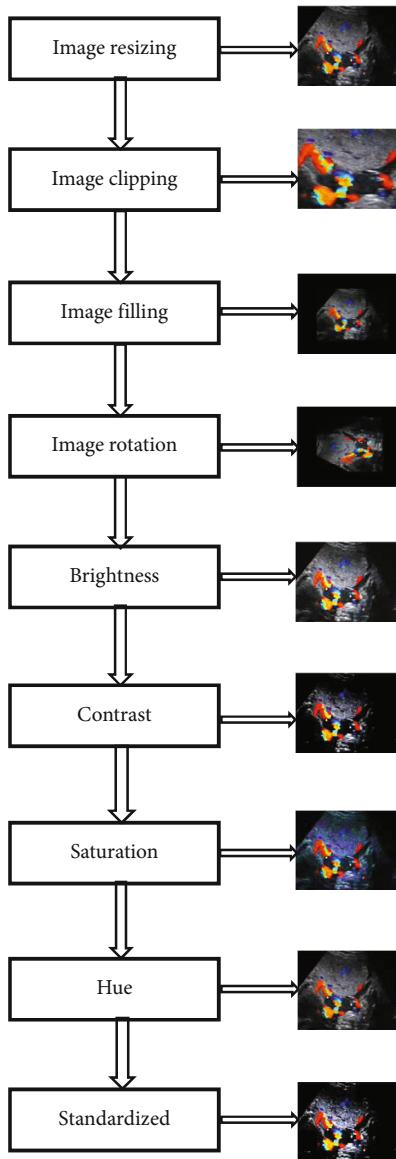 Image resizing
Image clipping
Image filling
Image rotation
Brightness
Contrast
Saturation
Hue
Standardized